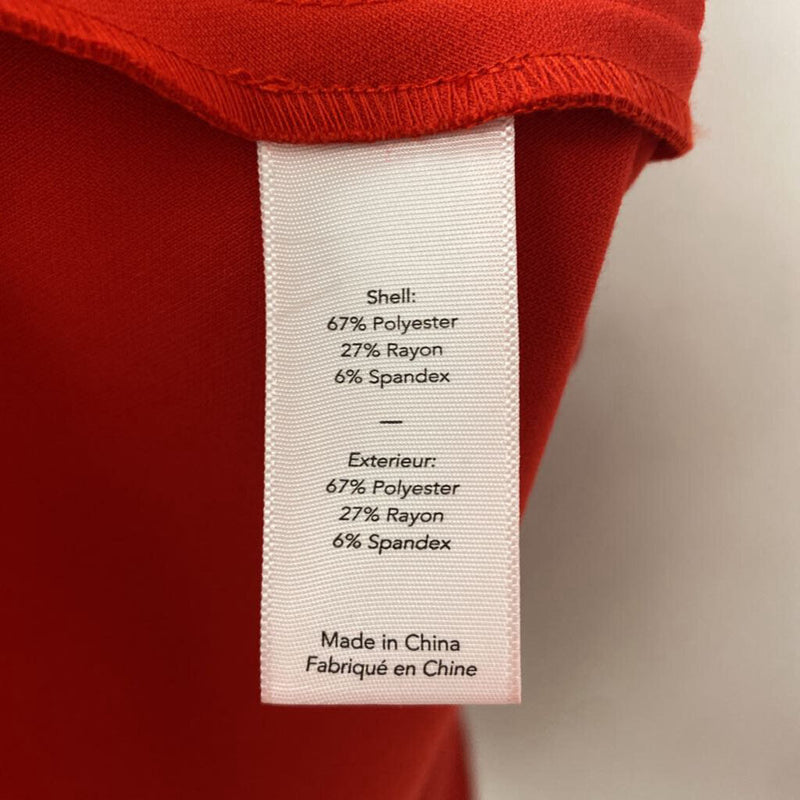 Shell:
67% Polyester
27% Rayon
6% Spandex
—
Exterieur:
67% Polyester
27% Rayon
6% Spandex
Made in China
Fabriqué en Chine